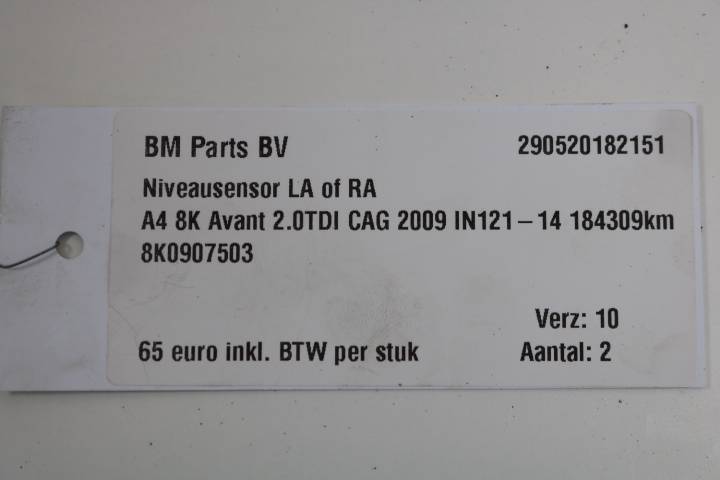 BM Parts BV 290520182151
Niveausensor LA of RA
A4 8K Avant 2.0TDI CAG 2009 IN121-14 184309km
8K0907503
Verz: 10
65 euro inkl. BTW per stuk Aantal: 2